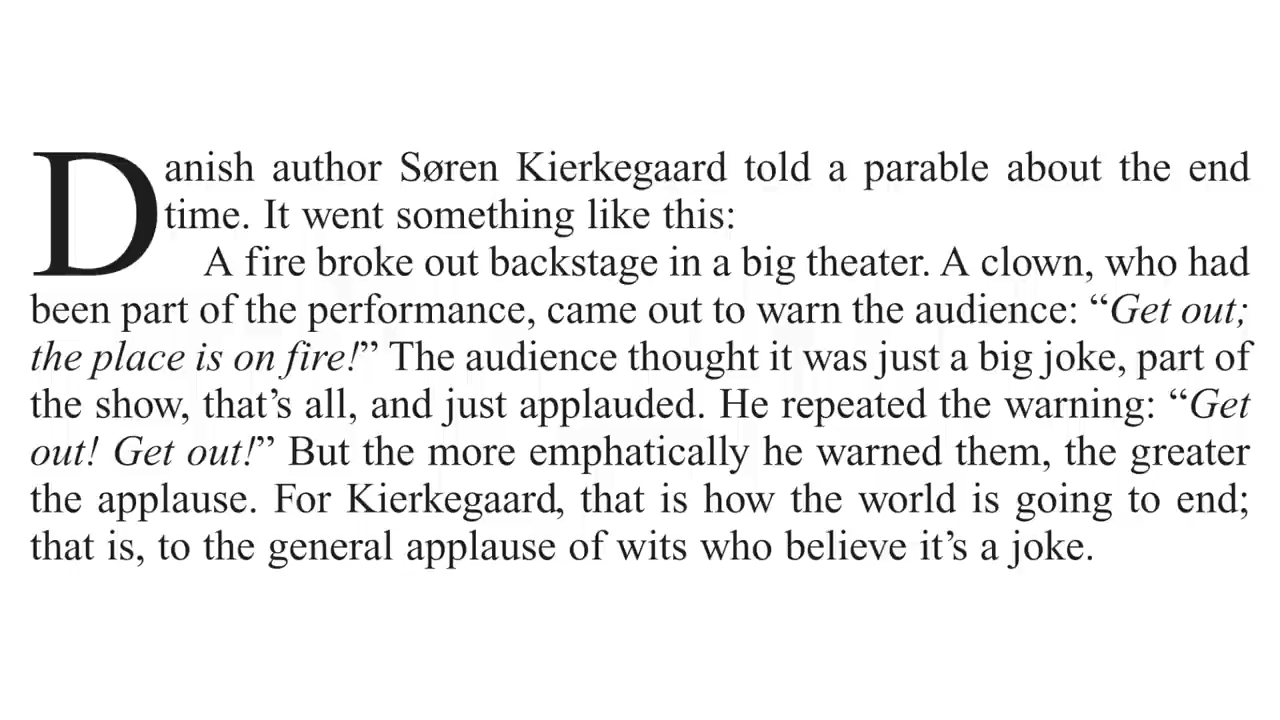 Danish author Søren Kierkegaard told a parable about the end
time. It went something like this:
A fire broke out backstage in a big theater. A clown, who had
been part of the performance, came out to warn the audience: “Get out;
the place is on fire!” The audience thought it was just a big joke, part of
the show, that’s all, and just applauded. He repeated the warning: “Get
out! Get out!” But the more emphatically he warned them, the greater
the applause. For Kierkegaard, that is how the world is going to end;
that is, to the general applause of wits who believe it’s a joke.